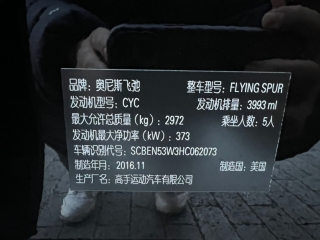 品牌：奥尼斯飞弛 整车型号：FLYING SPUR
发动机型号：CYC 发动机排量：3993 ml
最大允许总质量（kg）：2972 乘坐人数：5人
发动机最大净功率（kW）：373
车辆识别代号：SCBEN53W3HC062073
制造年月：2016.11 制造国：美国
生产厂名：高手运动汽车有限公司